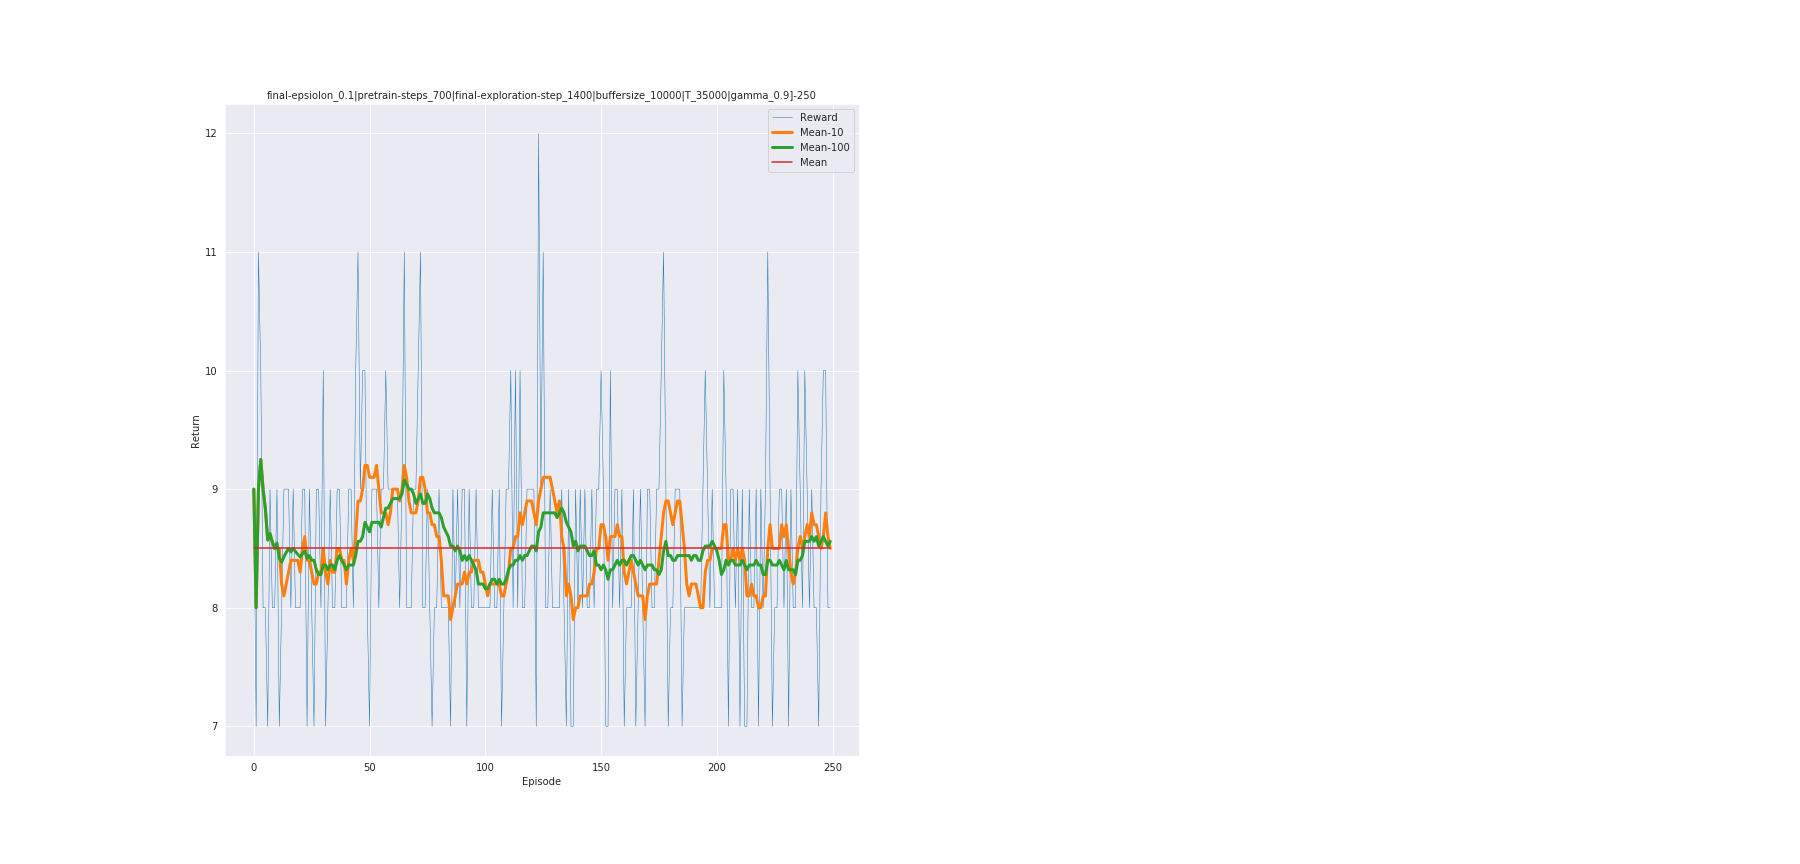 final-epsiolon_0.1|pretrain-steps_700|final-exploration-step_1400|buffersize_10000|T_35000|gamma_0.9]-250
Reward
Mean-10
Mean-100
Mean
12
11
10
9
8
7
Return
0
50
100
150
200
250
Episode